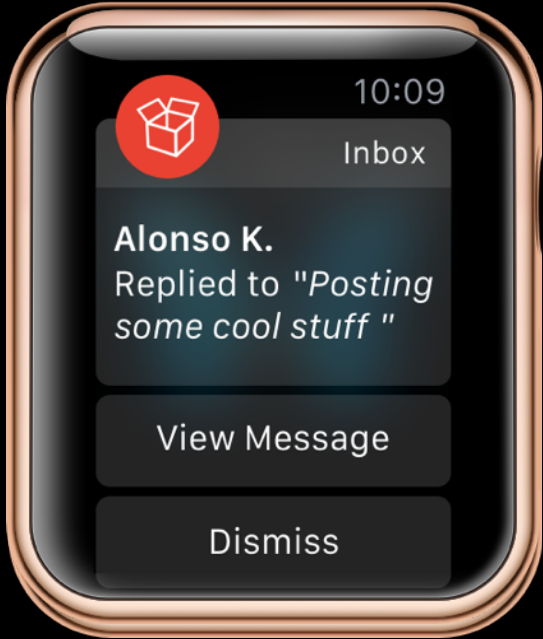 10:09
Inbox
Alonso K.
Replied to "Posting
some cool stuff "
View Message
Dismiss